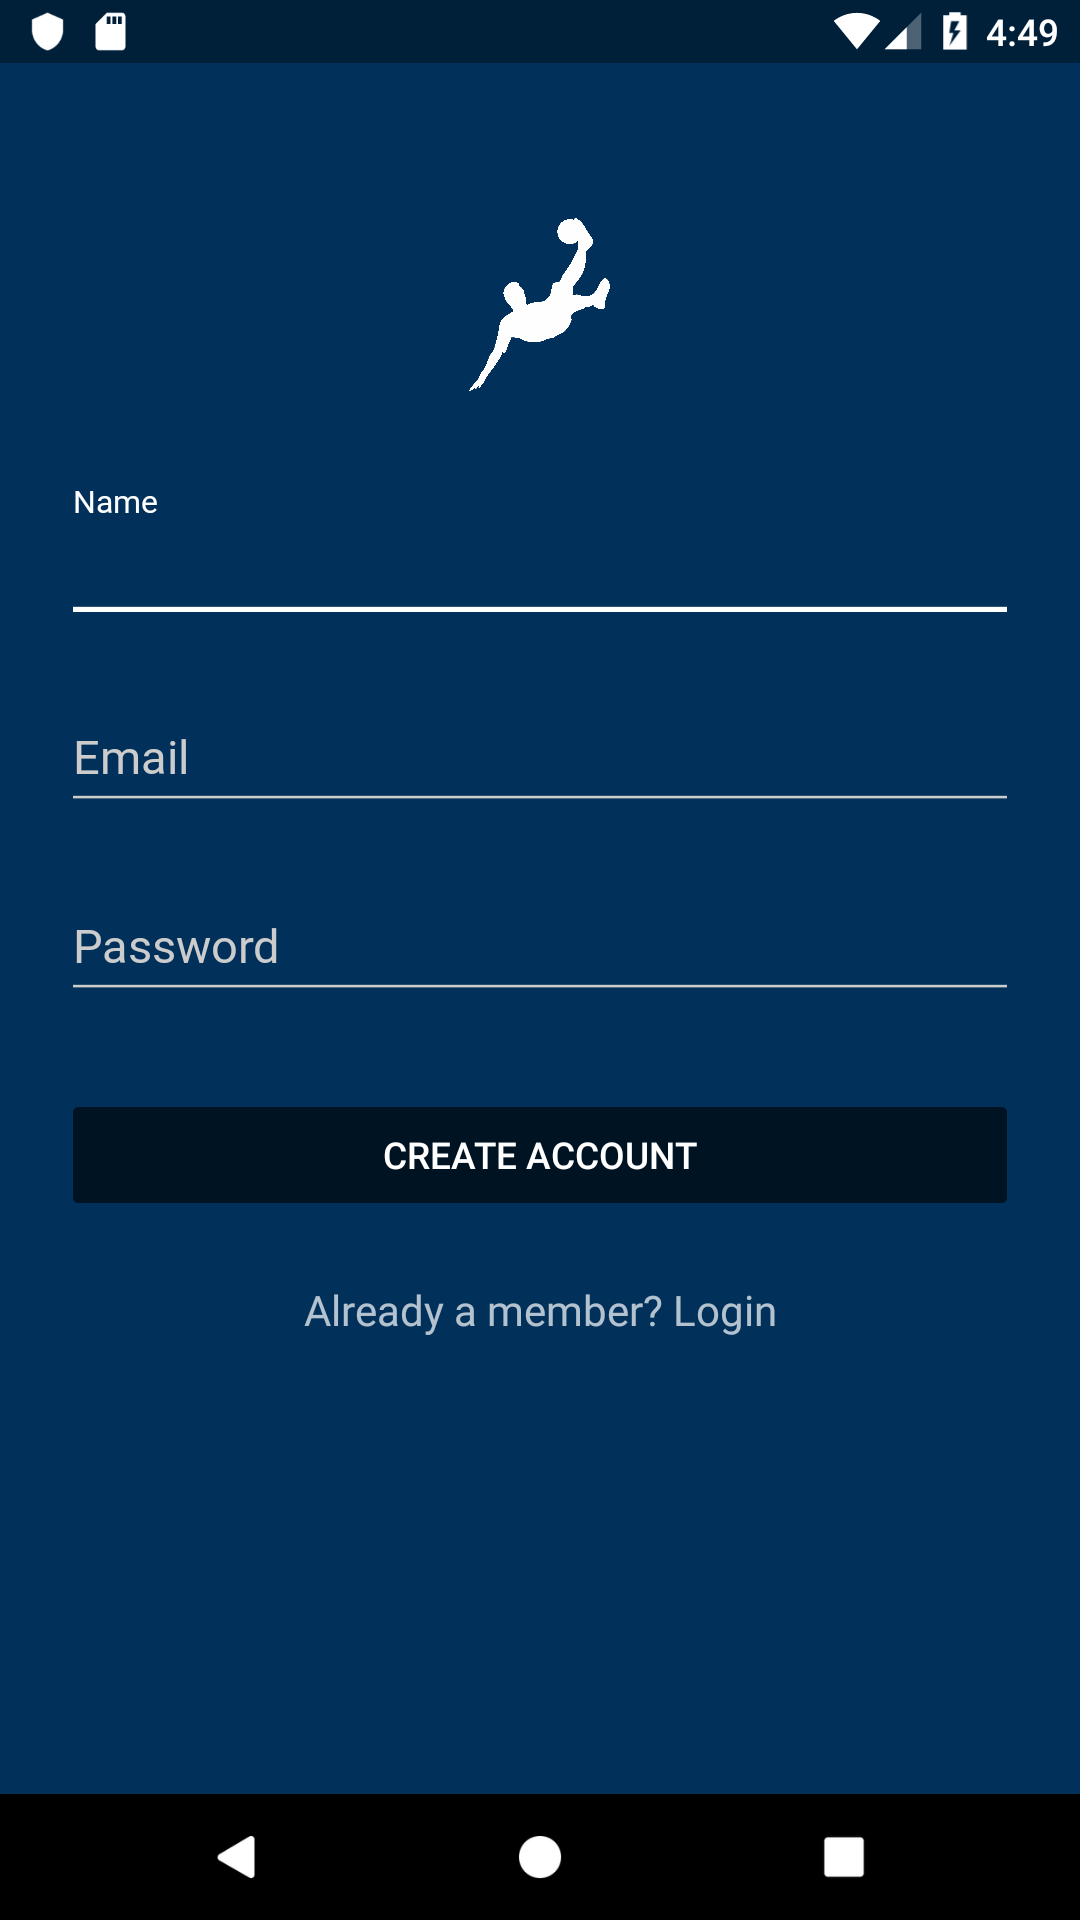 4:49
Name
Email
Password
CREATE ACCOUNT
Already a member? Login